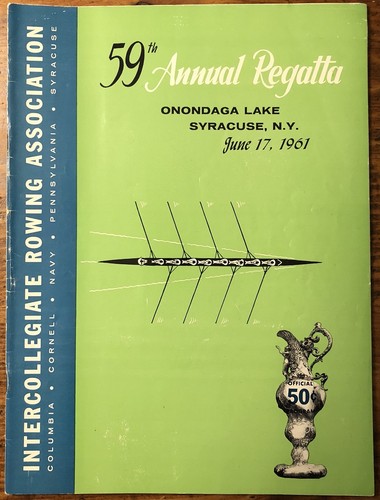 59th Annual Regatta
ONONDAGA LAKE
SYRACUSE, N.Y.
June 17, 1961
INTERCOLLEGIATE ROWING ASSOCIATION
COLUMBIA • CORNELL • NAVY • PENNSYLVANIA • SYRACUSE
OFFICIAL
50¢